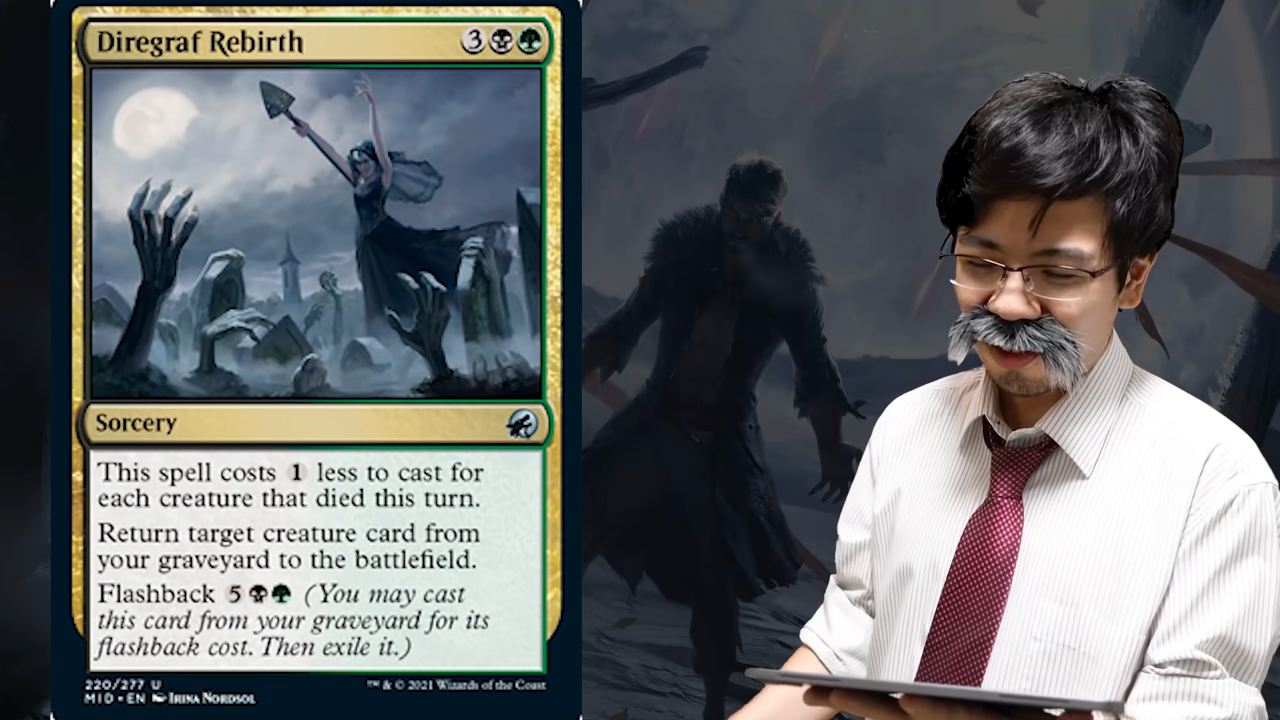 Diregraf Rebirth 3
Sorcery
This spell costs 1 less to cast for
each creature that died this turn.
Return target creature card from
your graveyard to the battlefield.
Flashback 5 (You may cast
this card from your graveyard for its
flashback cost. Then exile it.)
220/277 U
MID • EN Irina Nordsol
™ & © 2021 Wizards of the Coast